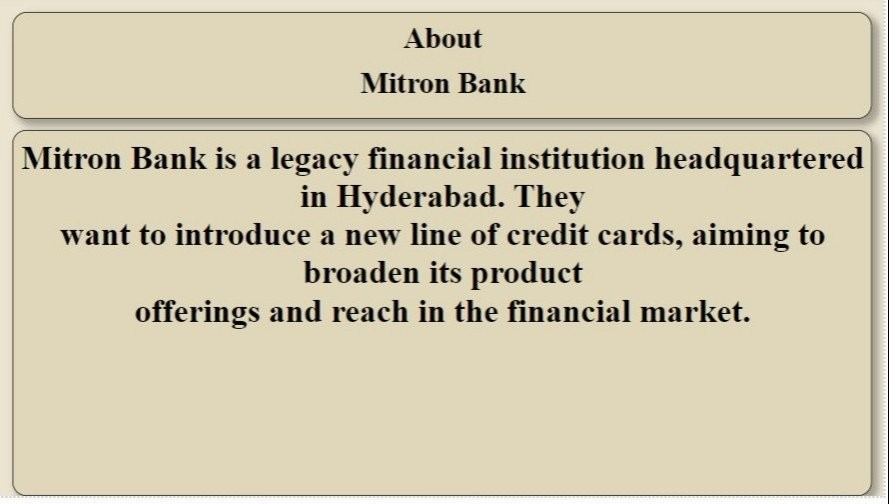 About
Mitron Bank
Mitron Bank is a legacy financial institution headquartered
in Hyderabad. They
want to introduce a new line of credit cards, aiming to
broaden its product
offerings and reach in the financial market.